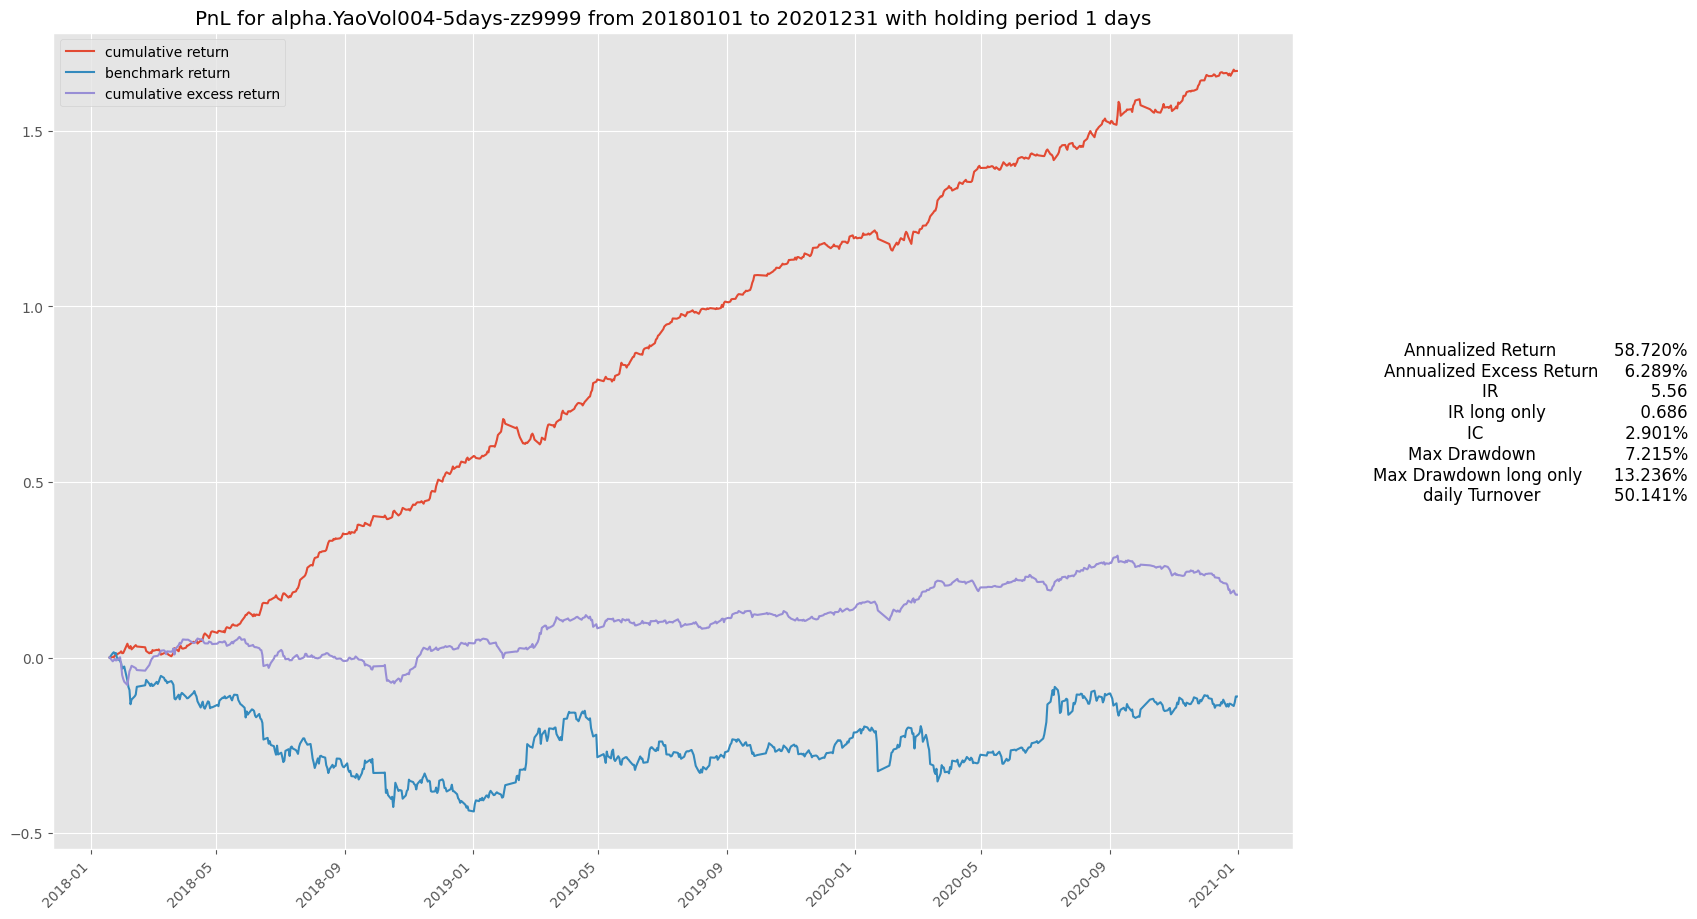 PnL for alpha.YaoVol004-5days-zz9999 from 20180101 to 20201231 with holding period 1 days
cumulative return
benchmark return
cumulative excess return
1.5
1.0
0.5
0.0
−0.5
2018-01
2018-05
2018-09
2019-01
2019-05
2019-09
2020-01
2020-05
2020-09
2021-01
Annualized Return 58.720%
Annualized Excess Return 6.289%
IR 5.56
IR long only 0.686
IC 2.901%
Max Drawdown 7.215%
Max Drawdown long only 13.236%
daily Turnover 50.141%